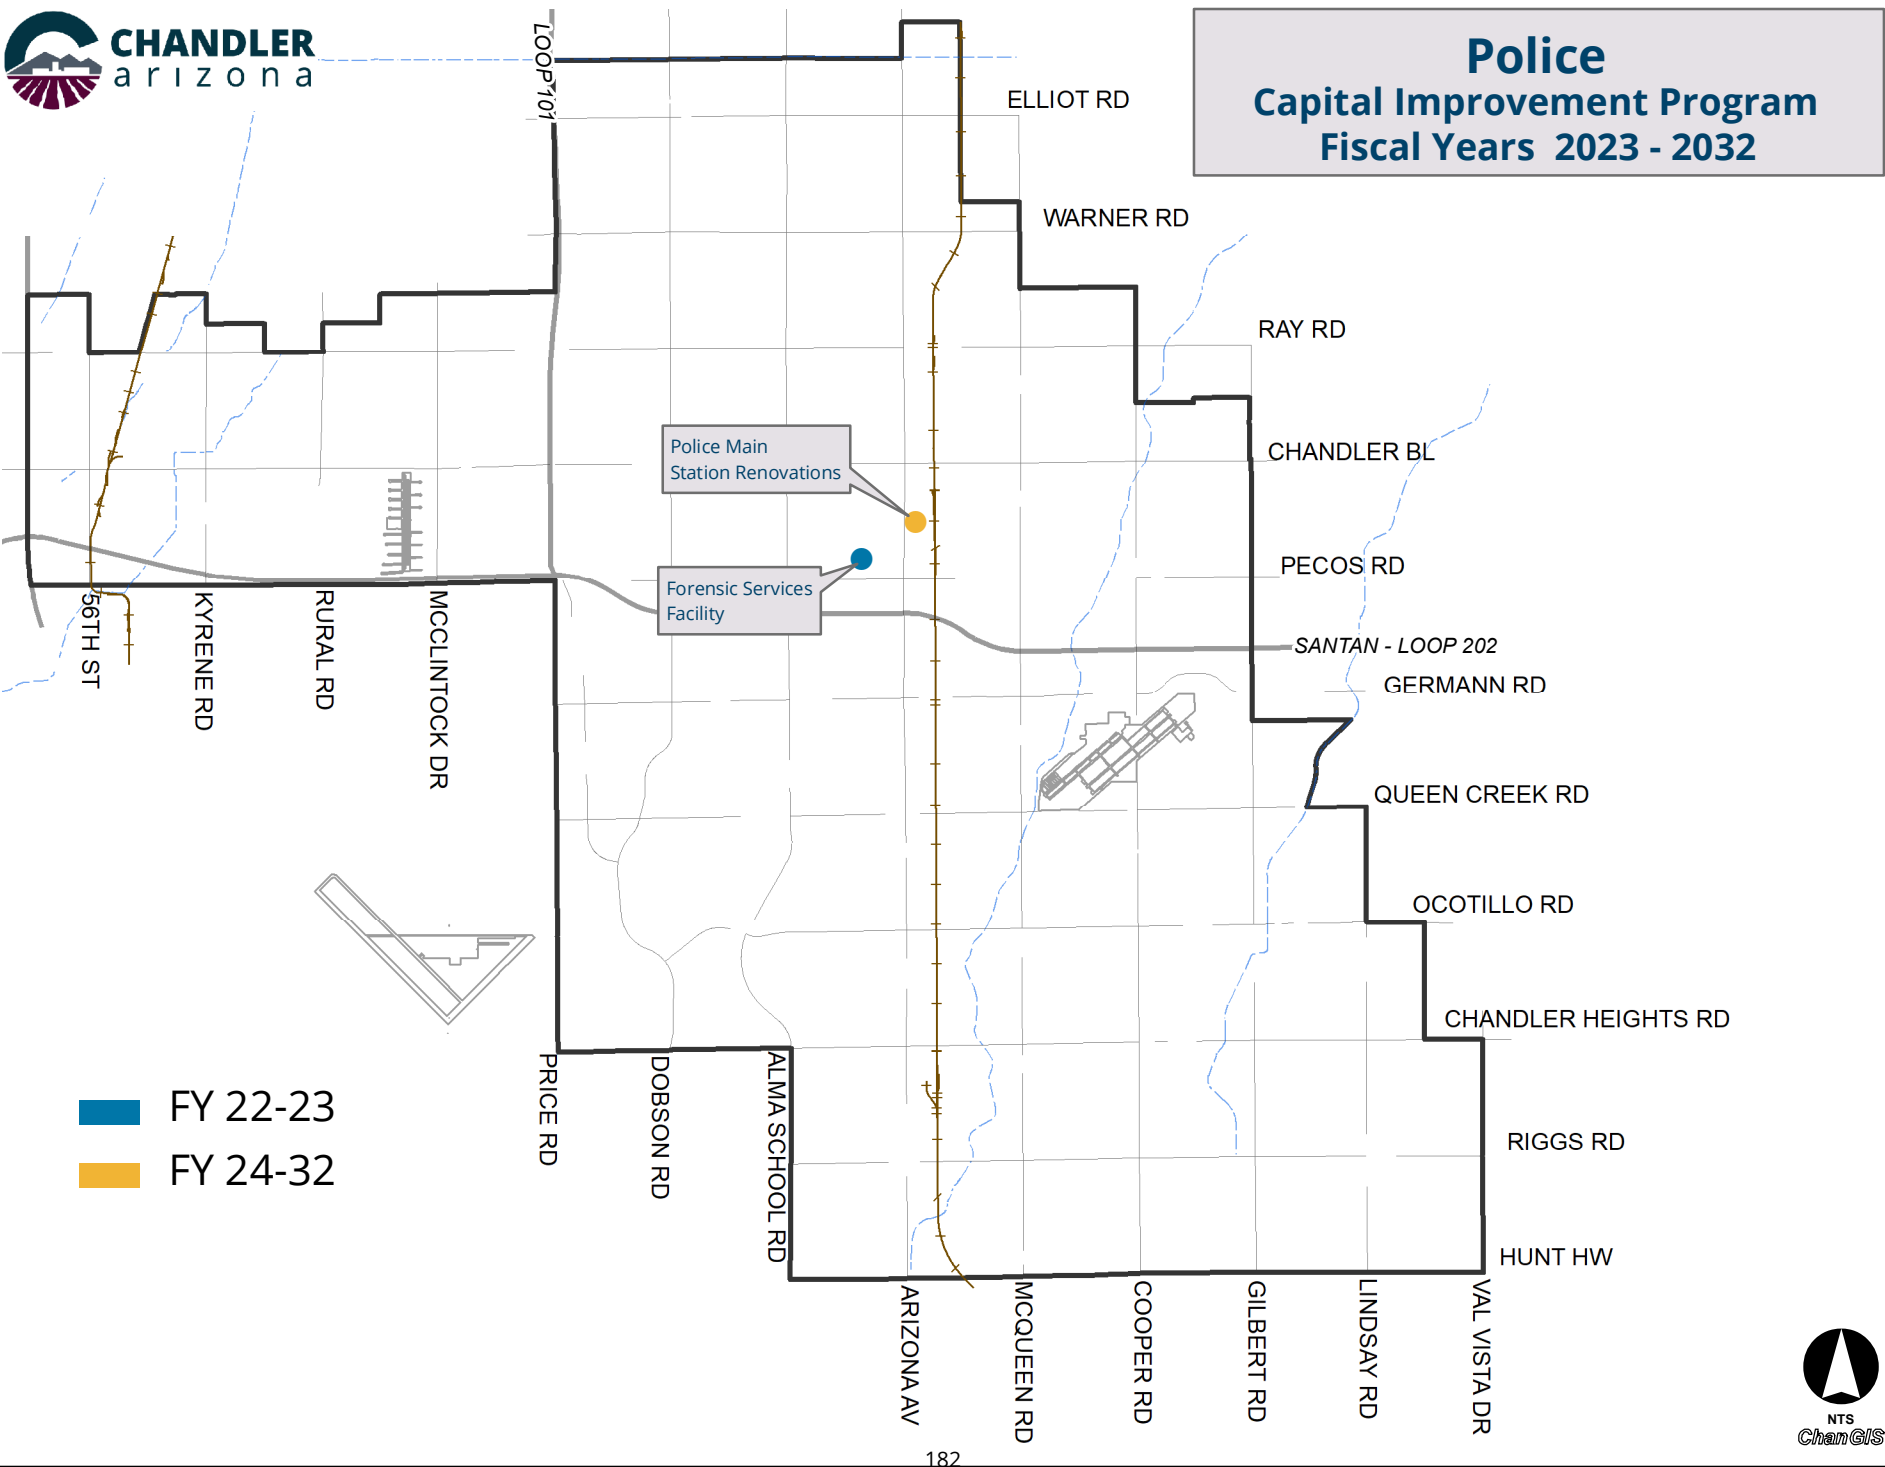 CHANDLER
arizona
Police
Capital Improvement Program
Fiscal Years 2023 - 2032
LOOP 101
ELLIOT RD
WARNER RD
RAY RD
CHANDLER BL
PECOS RD
SANTAN - LOOP 202
GERMANN RD
QUEEN CREEK RD
OCOTILLO RD
CHANDLER HEIGHTS RD
RIGGS RD
HUNT HW
Police Main
Station Renovations
Forensic Services
Facility
56TH ST
KYRENE RD
RURAL RD
MCCLINTOCK DR
PRICE RD
DOBSON RD
ALMA SCHOOL RD
ARIZONA AV
MCQUEEN RD
COOPER RD
GILBERT RD
LINDSAY RD
VAL VISTA DR
FY 22-23
FY 24-32
NTS
ChanGIS
182